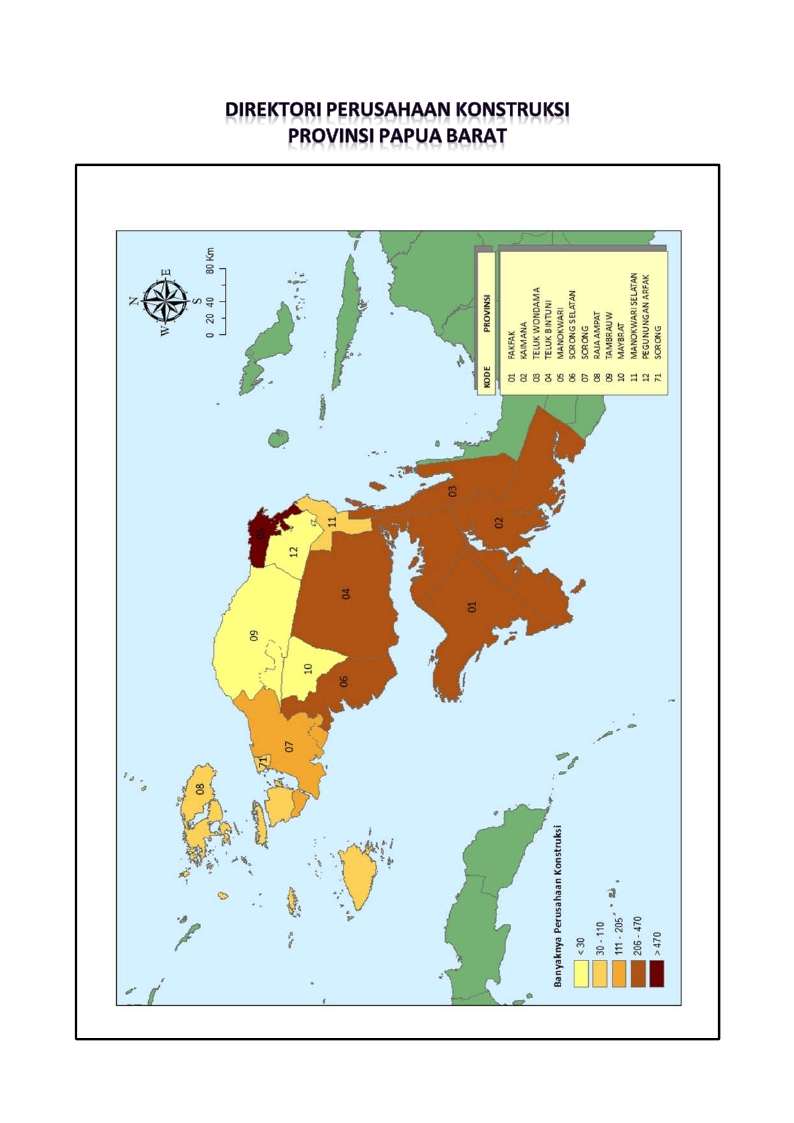 DIREKTORI PERUSAHAAN KONSTRUKSI
PROVINSI PAPUA BARAT
N
W E
S
0 20 40 80 Km
08
71
07
09
05
12
11
10
06
04
03
02
01
KODE PROVINSI
01 FAKFAK
02 KAIMANA
03 TELUK WONDAMA
04 TELUK BINTUNI
05 MANOKWARI
06 SORONG SELATAN
07 SORONG
08 RAJA AMPAT
09 TAMBRAUW
10 MAYBRAT
11 MANOKWARI SELATAN
12 PEGUNUNGAN ARFAK
71 SORONG
Banyaknya Perusahaan Konstruksi
< 30
30 - 110
111 - 205
206 - 470
> 470